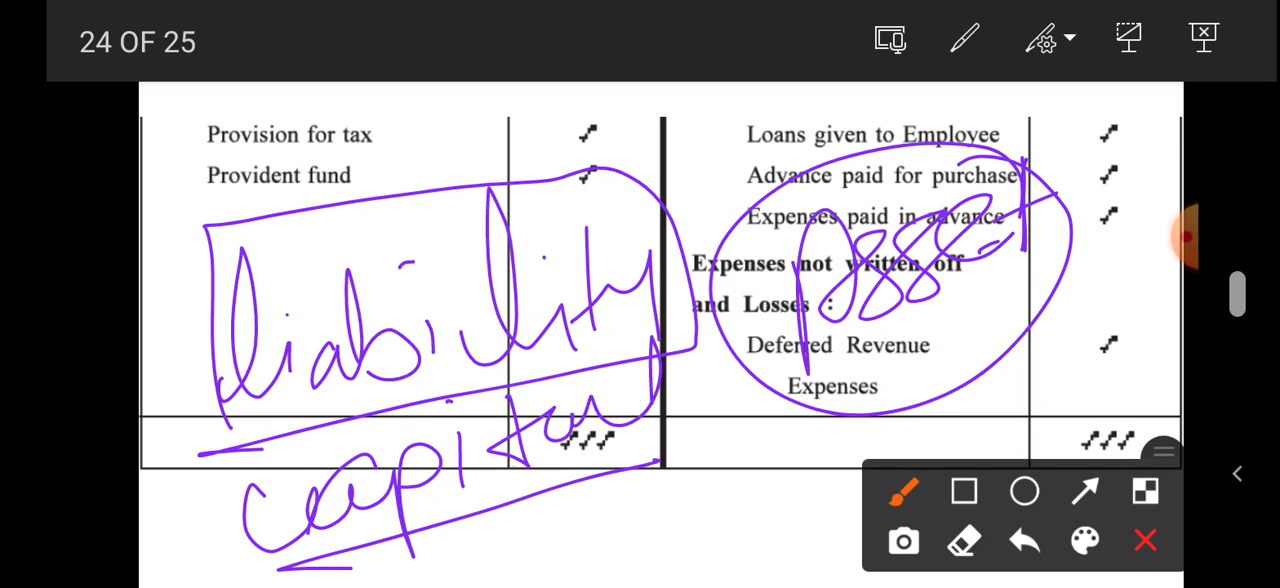 24 OF 25
Provision for tax
Loans given to Employee
Provident fund
Advance paid for purchase
Expenses paid in advance
Expenses not written off
and Losses :
Deferred Revenue
Expenses
liability
capital